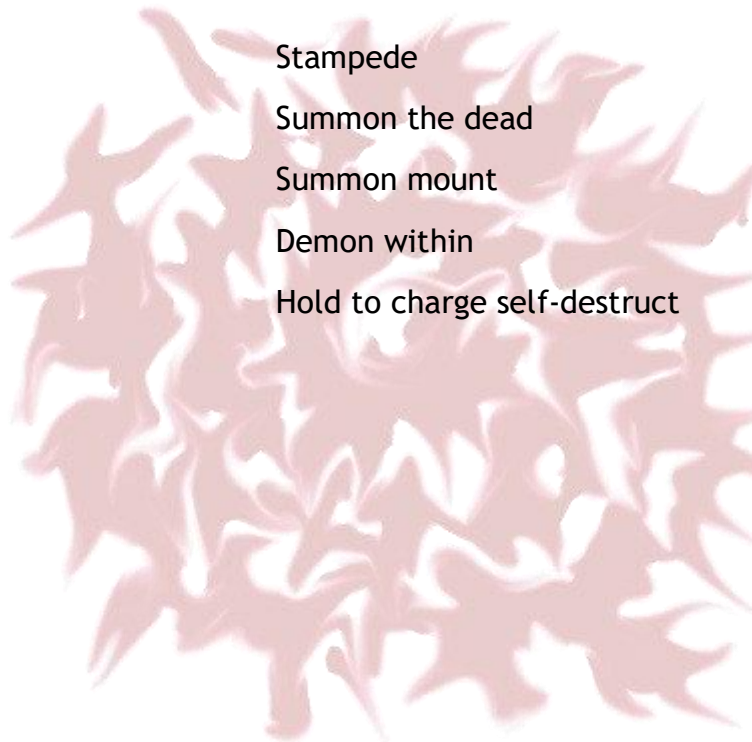 Stampede
Summon the dead
Summon mount
Demon within
Hold to charge self-destruct